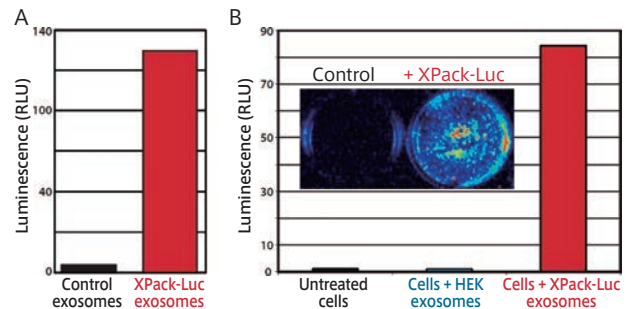 A
Luminescence (RLU)
140
100
40
0
Control
exosomes
XPack-Luc
exosomes
B
Luminescence (RLU)
90
70
50
30
0
Control
+ XPack-Luc
Untreated
cells
Cells + HEK
exosomes
Cells + XPack-Luc
exosomes